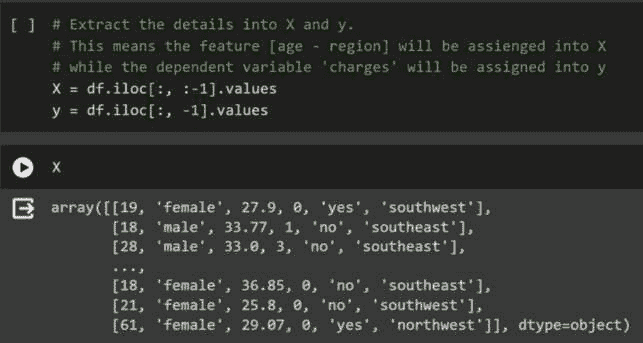 [ ] # Extract the details into X and y.
# This means the feature [age - region] will be assienged into X
# while the dependent variable 'charges' will be assigned into y
X = df.iloc[:, :-1].values
y = df.iloc[:, -1].values
X
array([[19, 'female', 27.9, 0, 'yes', 'southwest'],
[18, 'male', 33.77, 1, 'no', 'southeast'],
[28, 'male', 33.0, 3, 'no', 'southeast'],
...,
[18, 'female', 36.85, 0, 'no', 'southeast'],
[21, 'female', 25.8, 0, 'no', 'southwest'],
[61, 'female', 29.07, 0, 'yes', 'northwest']], dtype=object)